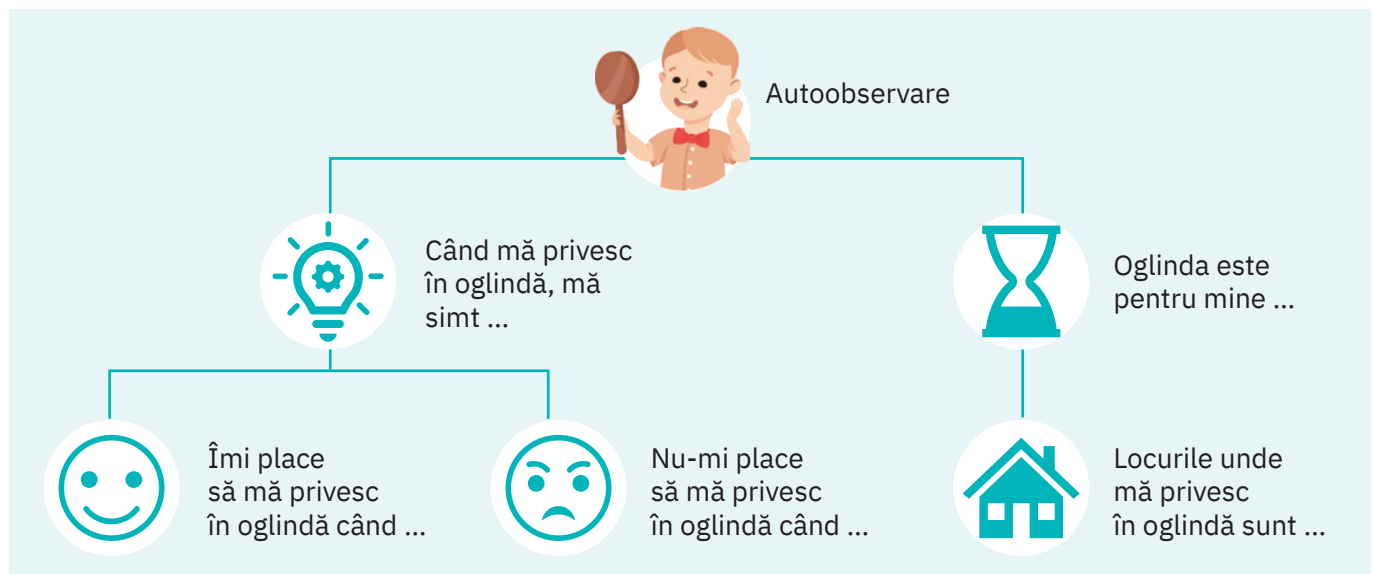 Autoobservare
Când mă privesc
în oglindă, mă
simt ...
Oglinda este
pentru mine ...
Îmi place
să mă privesc
în oglindă când ...
Nu-mi place
să mă privesc
în oglindă când ...
Locurile unde
mă privesc
în oglindă sunt ...